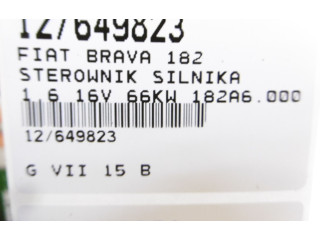 12/649823
FIAT BRAVA 182
STEROWNIK SILNIKA
1 6 16V 66KW 182A6.000
12/649823
G VII 15 B